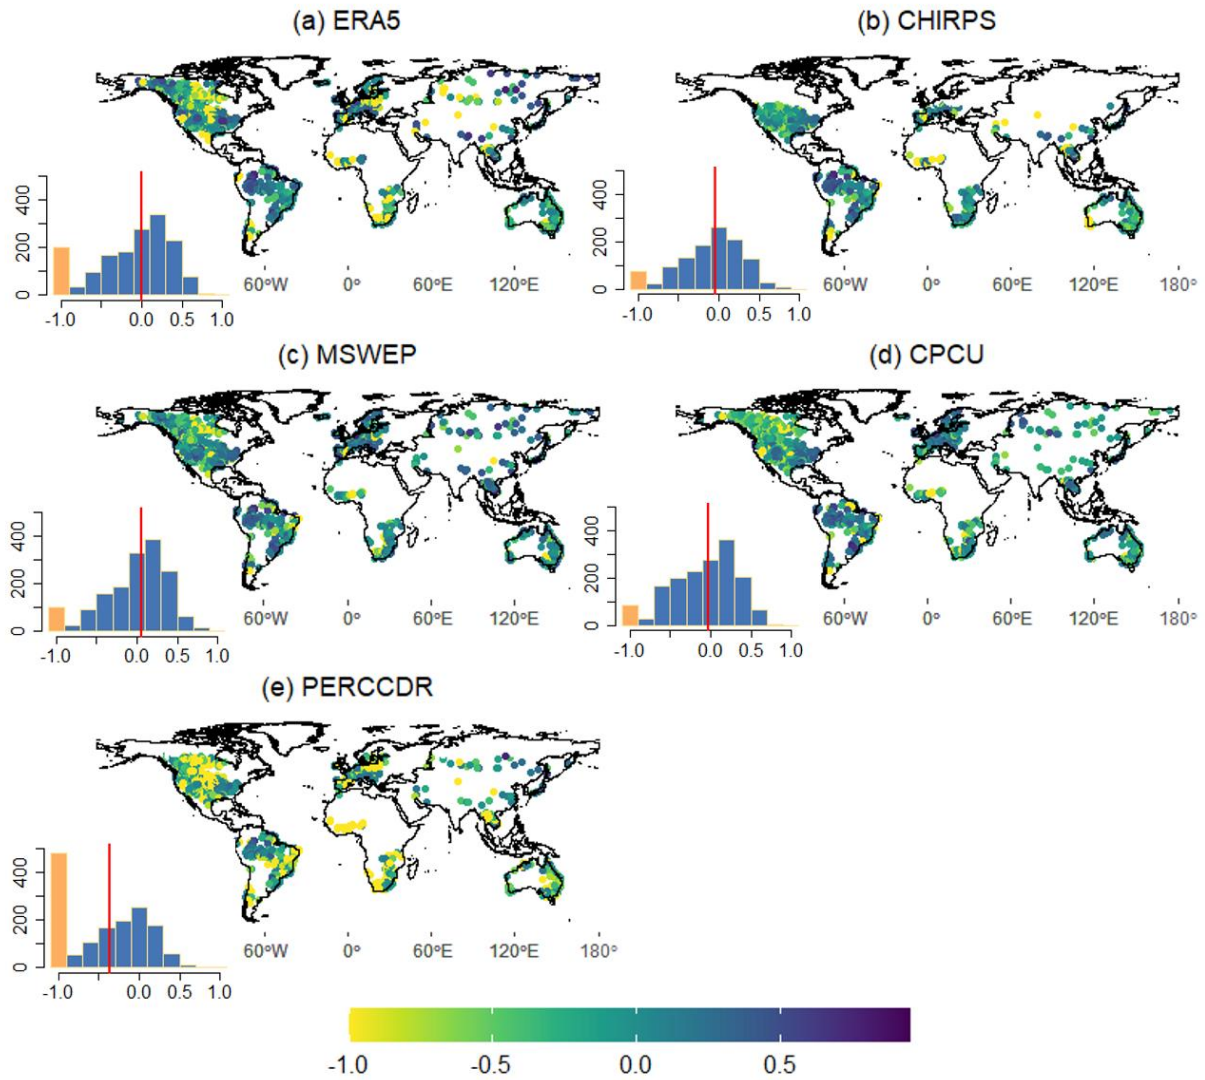 (a) ERA5
(b) CHIRPS
400
200
0
-1.0 0.0 0.5 1.0
60°W 0° 60°E 120°E
400
200
0
-1.0 0.0 0.5 1.0
60°W 0° 60°E 120°E 180°
(c) MSWEP
(d) CPCU
400
200
0
-1.0 0.0 0.5 1.0
60°W 0° 60°E 120°E
400
200
0
-1.0 0.0 0.5 1.0
60°W 0° 60°E 120°E 180°
(e) PERCCDR
400
200
0
-1.0 0.0 0.5 1.0
60°W 0° 60°E 120°E 180°
-1.0 -0.5 0.0 0.5